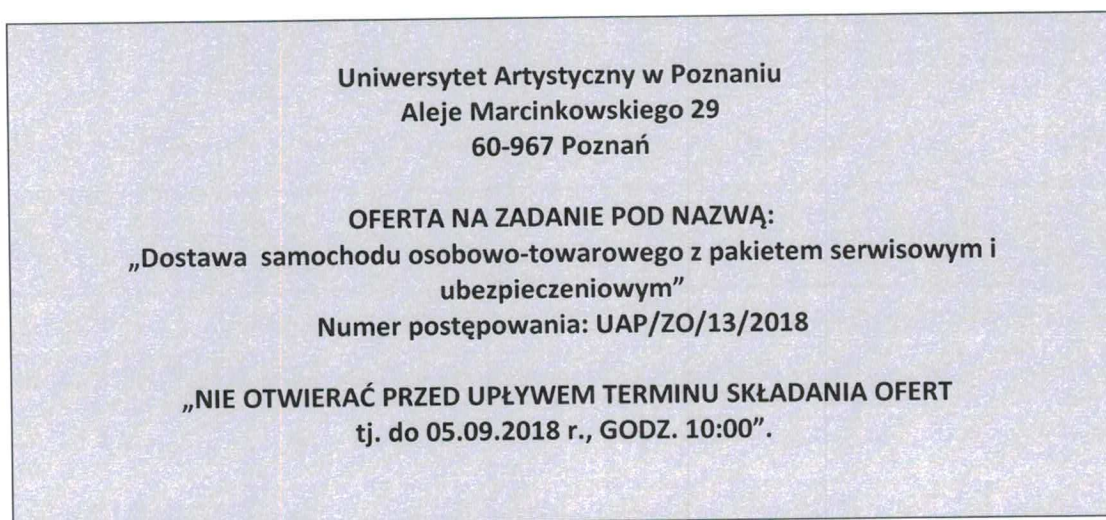 Uniwersytet Artystyczny w Poznaniu
Aleje Marcinkowskiego 29
60-967 Poznań
OFERTA NA ZADANIE POD NAZWĄ:
„Dostawa samochodu osobowo-towarowego z pakietem serwisowym i
ubezpieczeniowym”
Numer postępowania: UAP/ZO/13/2018
„NIE OTWIERAĆ PRZED UPŁYWEM TERMINU SKŁADANIA OFERT
tj. do 05.09.2018 r., GODZ. 10:00”.